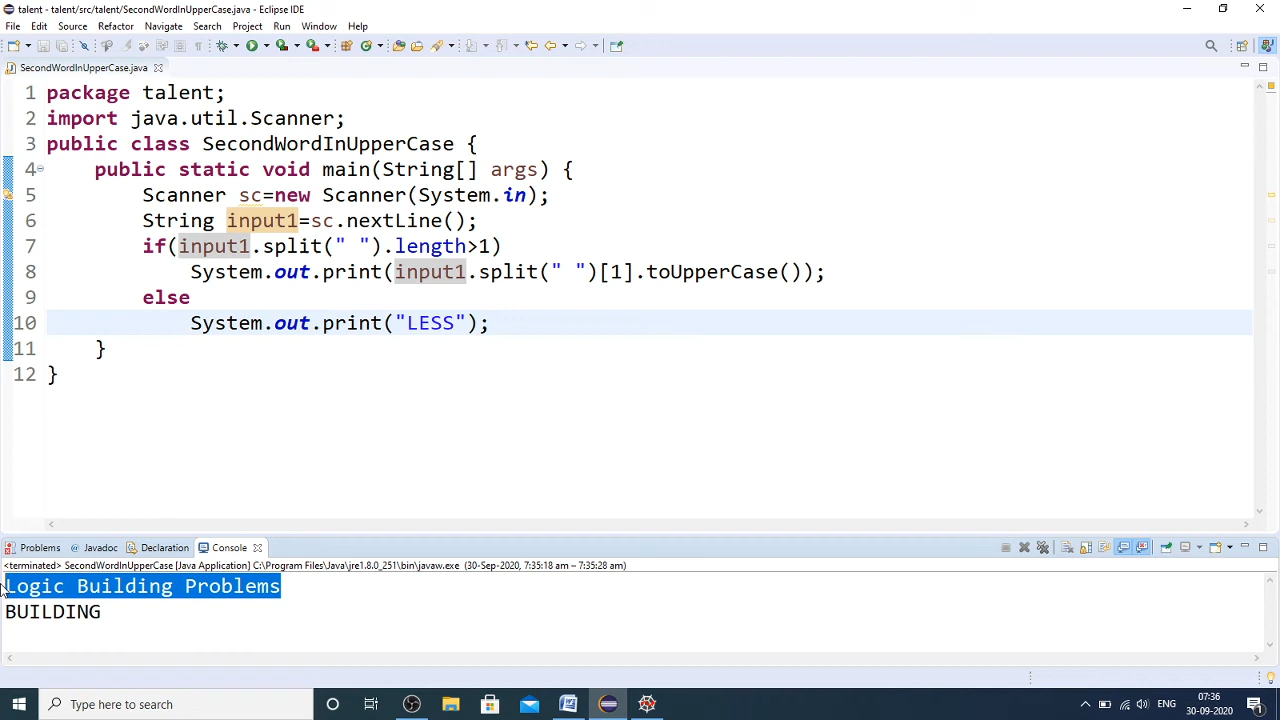 talent - talent/src/talent/SecondWordInUpperCase.java - Eclipse IDE
File Edit Source Refactor Navigate Search Project Run Window Help
SecondWordInUpperCase.java
1 package talent;
2 import java.util.Scanner;
3 public class SecondWordInUpperCase {
4 public static void main(String[] args) {
5 Scanner sc=new Scanner(System.in);
6 String input1=sc.nextLine();
7 if(input1.split(" ").length>1)
8 System.out.print(input1.split(" ")[1].toUpperCase());
9 else
10 System.out.print("LESS");
11 }
12 }
Problems @ Javadoc Declaration Console
<terminated> SecondWordInUpperCase [Java Application] C:\Program Files\Java\jre1.8.0_251\bin\javaw.exe (30-Sep-2020, 7:35:18 am – 7:35:28 am)
Logic Building Problems
BUILDING
Type here to search
ENG
07:36
30-09-2020
1